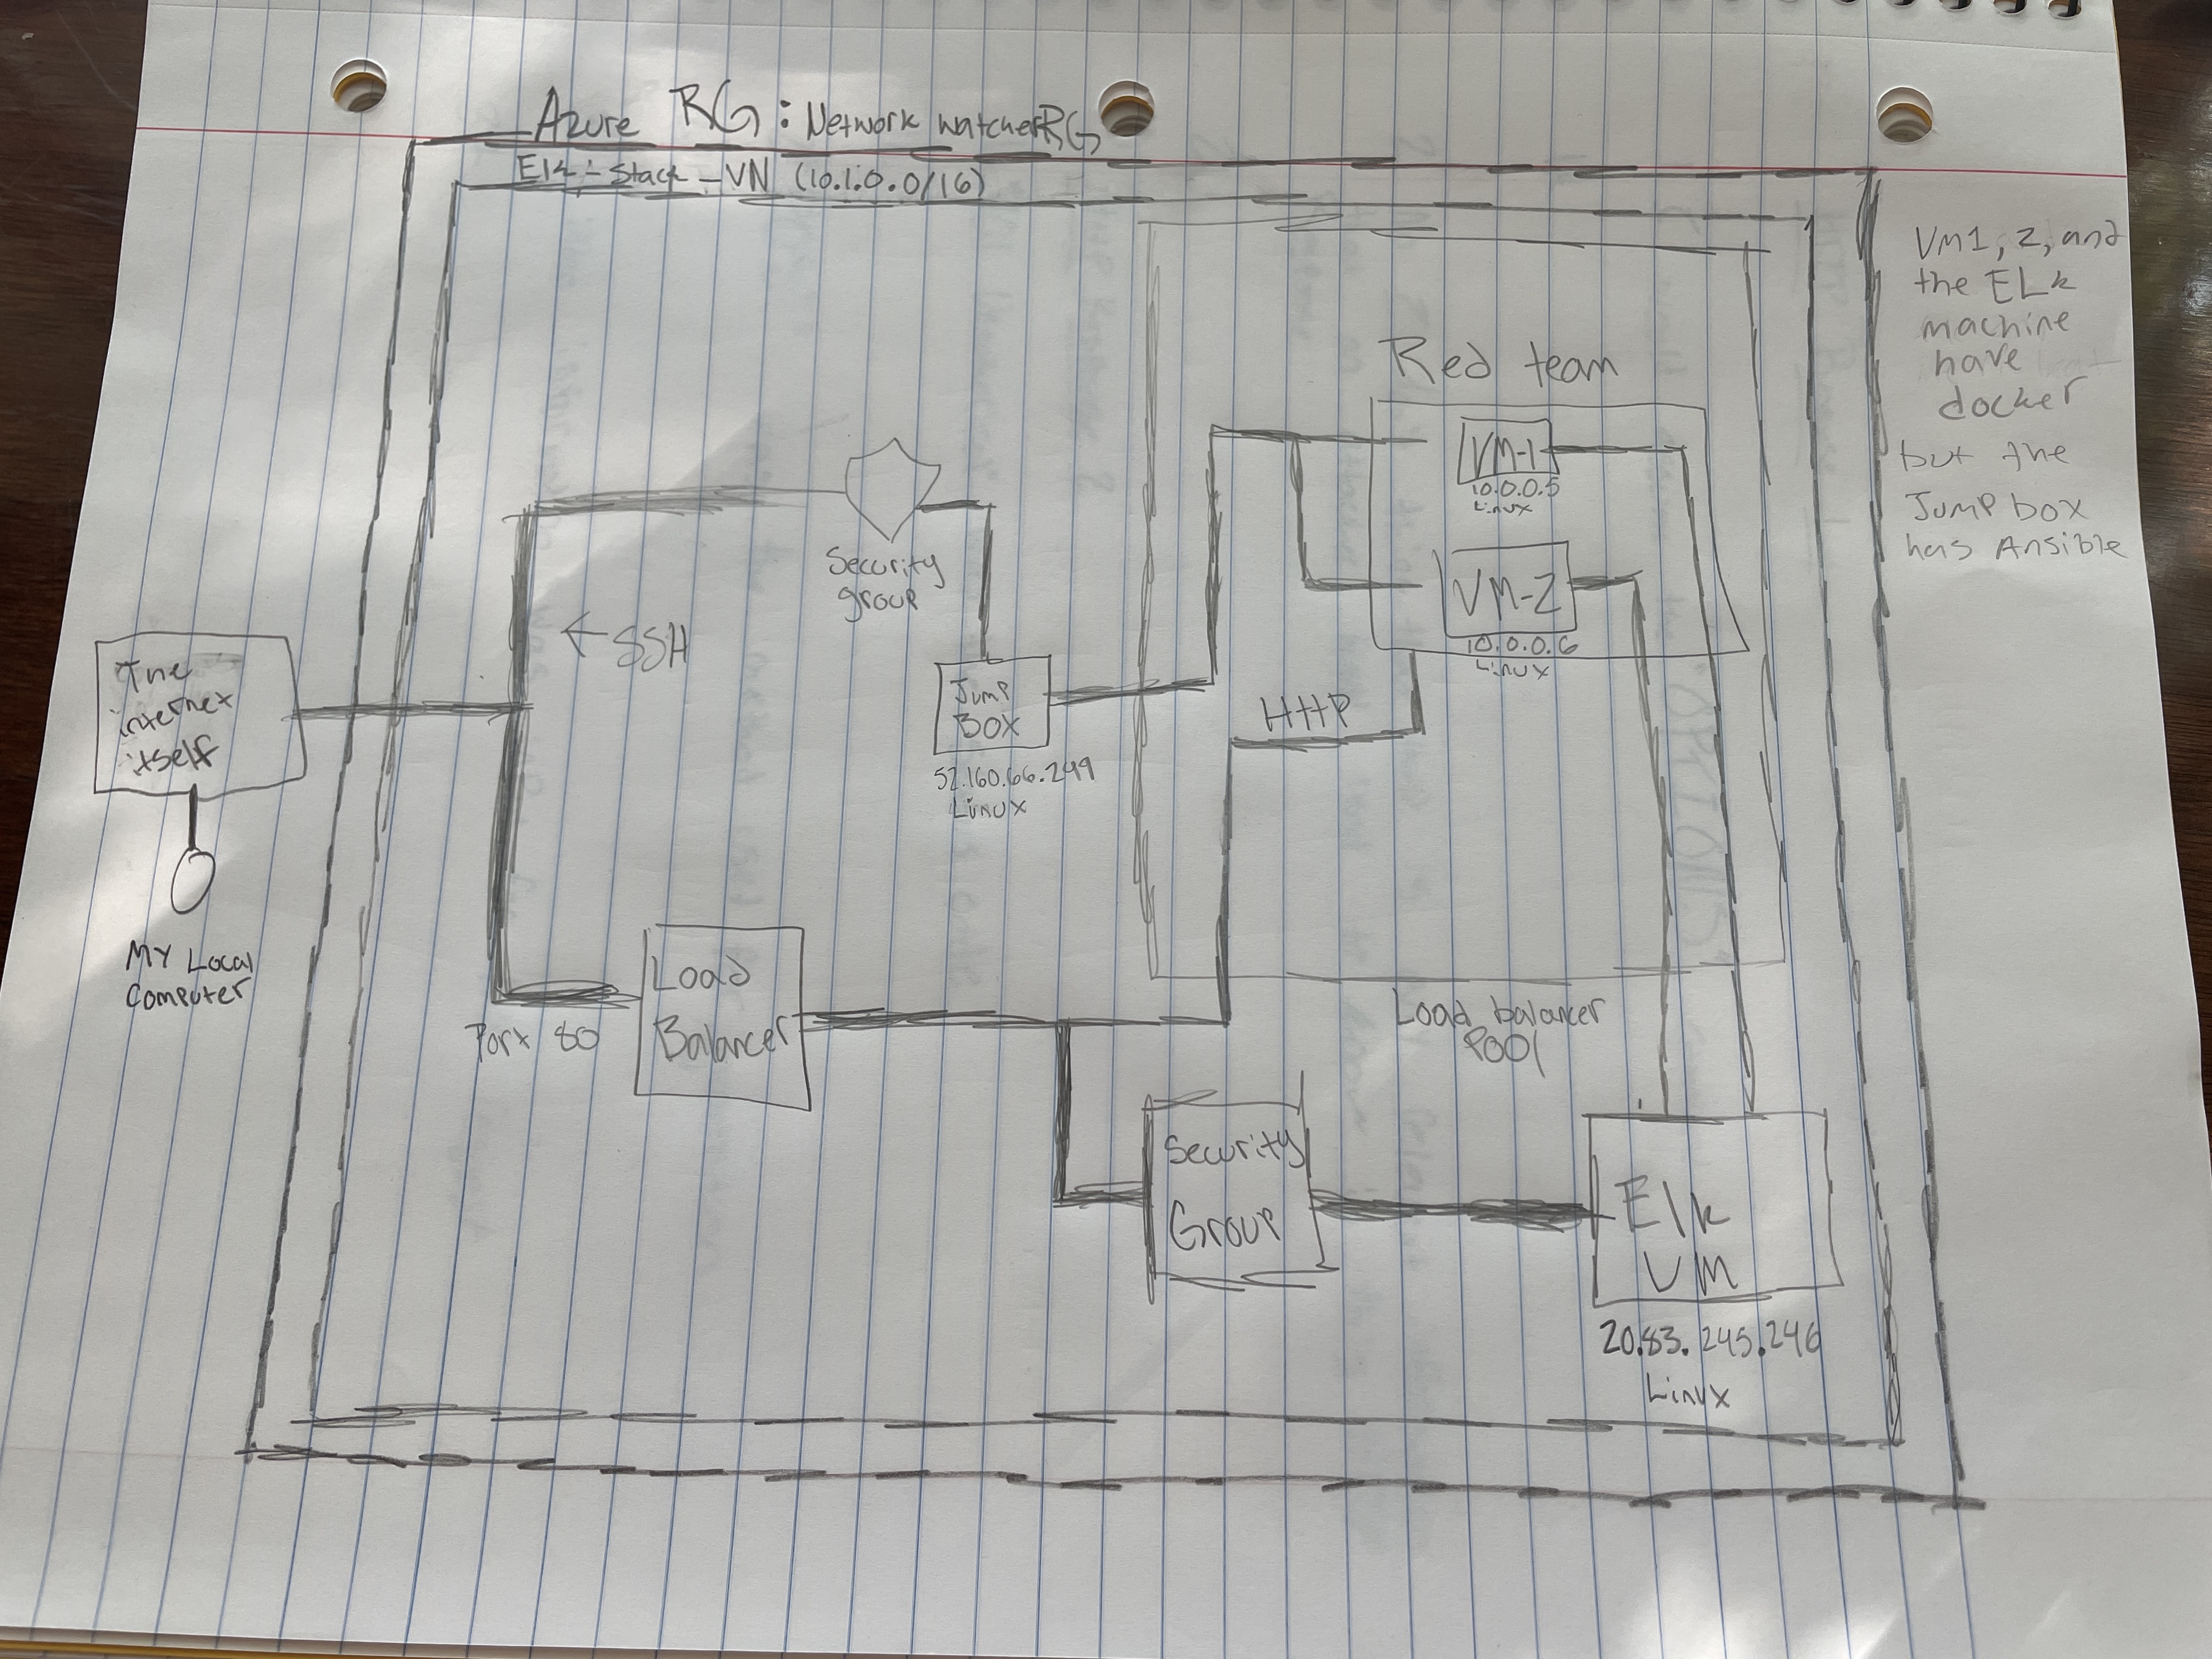 Azure RG: Network watcherRG
Elk-Stack-VN (10.1.0.0/16)
Vm1, 2, and
the ELk
machine
have
docker
but the
Jump box
has Ansible
Red team
VM-1
10.0.0.5
Linux
VM-2
10.0.0.6
Linux
Security
group
← SSH
The
internet
itself
Jump
BOX
52.160.66.249
Linux
HTTP
MY Local
Computer
Load
Balancer
Port 80
Load balancer
Pool
Security
Group
Elk
VM
20.83.245.246
Linux